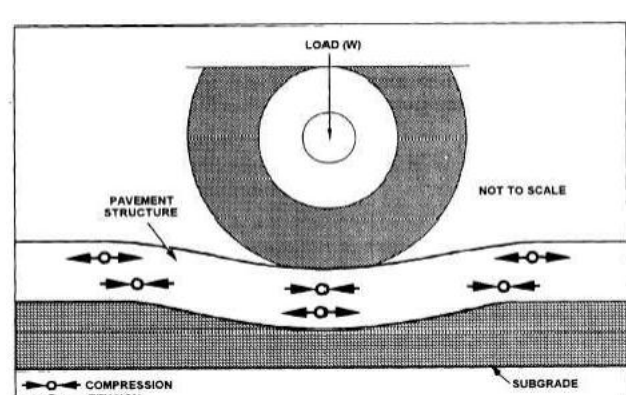 LOAD (W)
NOT TO SCALE
PAVEMENT
STRUCTURE
COMPRESSION
SUBGRADE